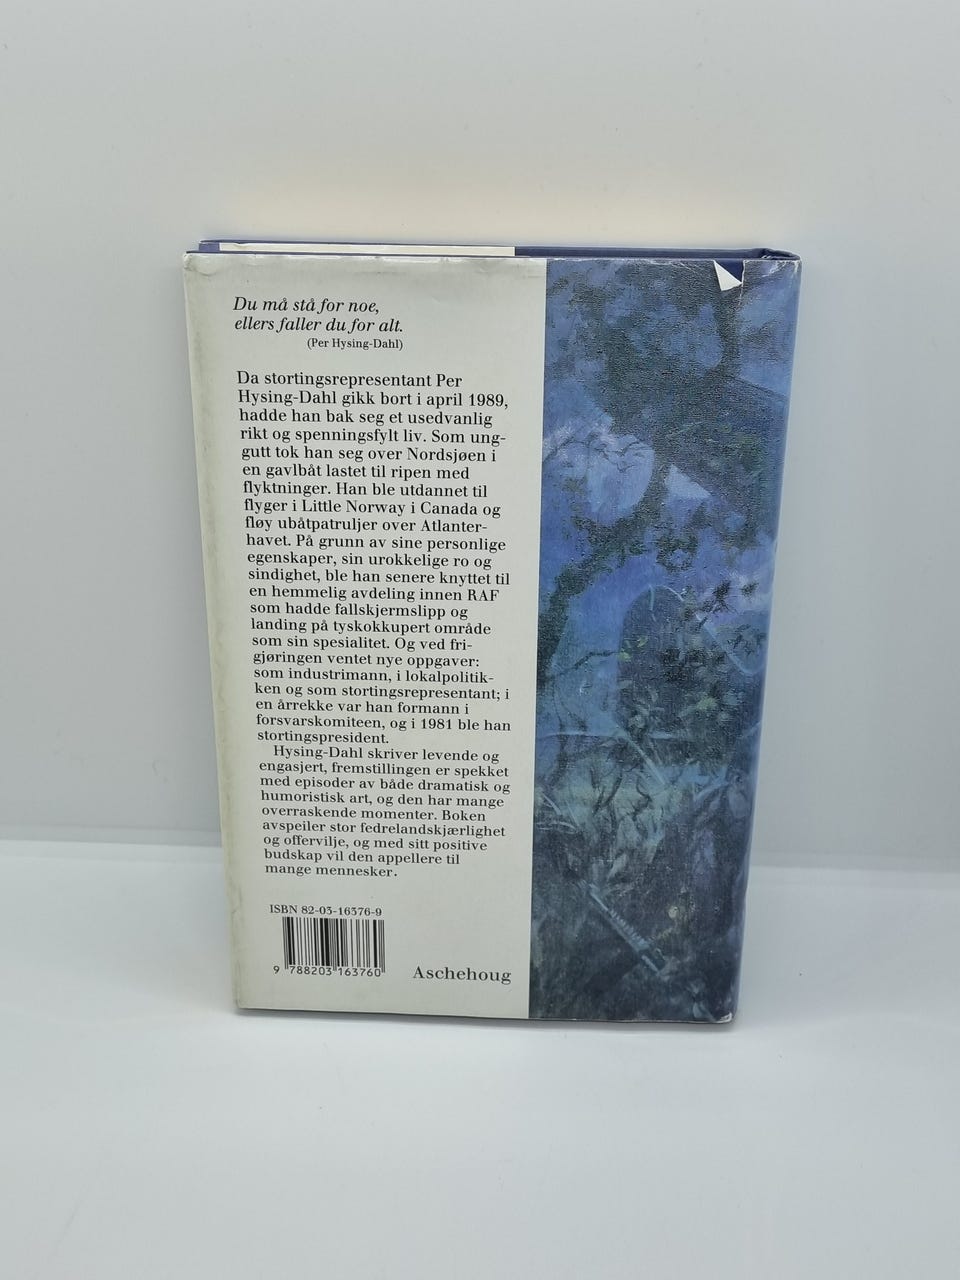 Du må stå for noe,
ellers faller du for alt.
(Per Hysing-Dahl)
Da stortingsrepresentant Per
Hysing-Dahl gikk bort i april 1989,
hadde han bak seg et usedvanlig
rikt og spenningsfylt liv. Som ung-
gutt tok han seg over Nordsjøen i
en gavlbåt lastet til ripen med
flyktninger. Han ble utdannet til
flyger i Little Norway i Canada og
fløy ubåtpatruljer over Atlanter-
havet. På grunn av sine personlige
egenskaper, sin urokkelige ro og
sindighet, ble han senere knyttet til
en hemmelig avdeling innen RAF
som hadde fallskjermslipp og
landing på tyskokkupert område
som sin spesialitet. Og ved fri-
gjøringen ventet nye oppgaver:
som industrimann, i lokalpolitik-
ken og som stortingsrepresentant; i
en årrekke var han formann i
forsvarskomiteen, og i 1981 ble han
stortingspresident.
Hysing-Dahl skriver levende og
engasjert, fremstillingen er spekket
med episoder av både dramatisk og
humoristisk art, og den har mange
overraskende momenter. Boken
avspeiler stor fedrelandskjærlighet
og offervilje, og med sitt positive
budskap vil den appellere til
mange mennesker.
ISBN 82-03-16376-9
9 788203 163760
Aschehoug